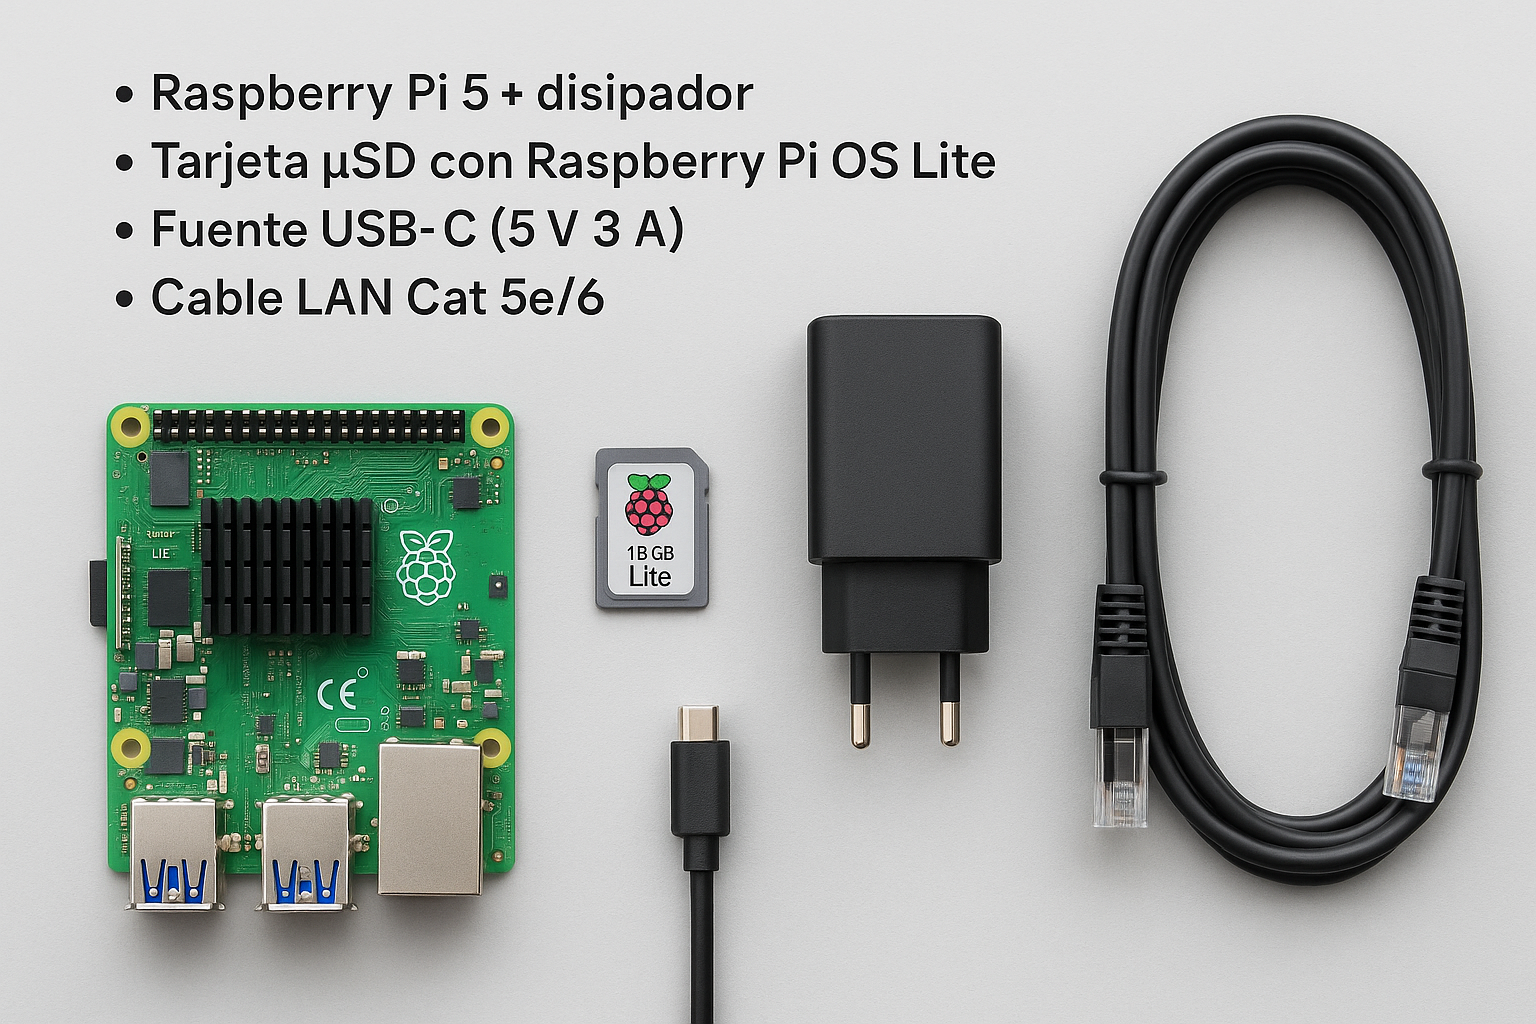 • Raspberry Pi 5 + disipador
• Tarjeta µSD con Raspberry Pi OS Lite
• Fuente USB-C (5 V 3 A)
• Cable LAN Cat 5e/6
LIE
1B GB
Lite
CE